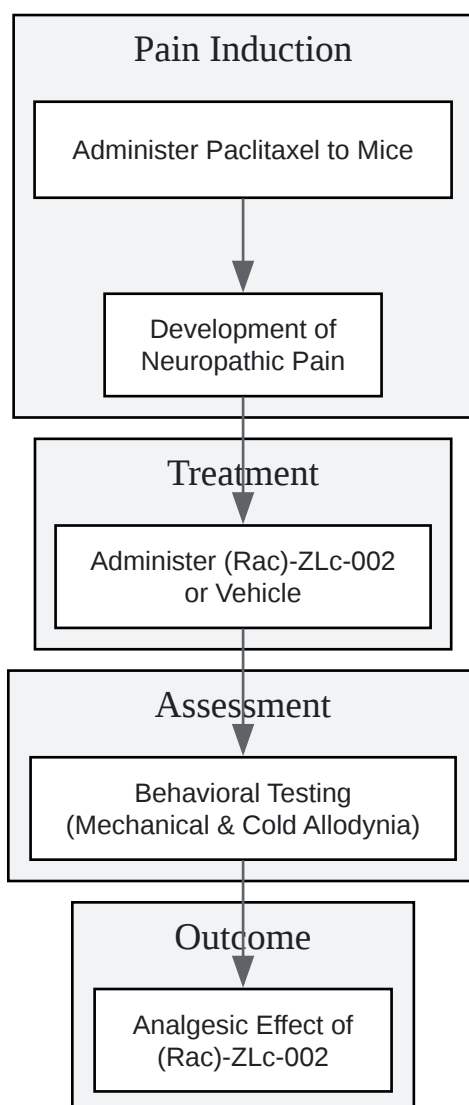 Pain Induction
Administer Paclitaxel to Mice
Development of
Neuropathic Pain
Treatment
Administer (Rac)-ZLc-002
or Vehicle
Assessment
Behavioral Testing
(Mechanical & Cold Allodynia)
Outcome
Analgesic Effect of
(Rac)-ZLc-002